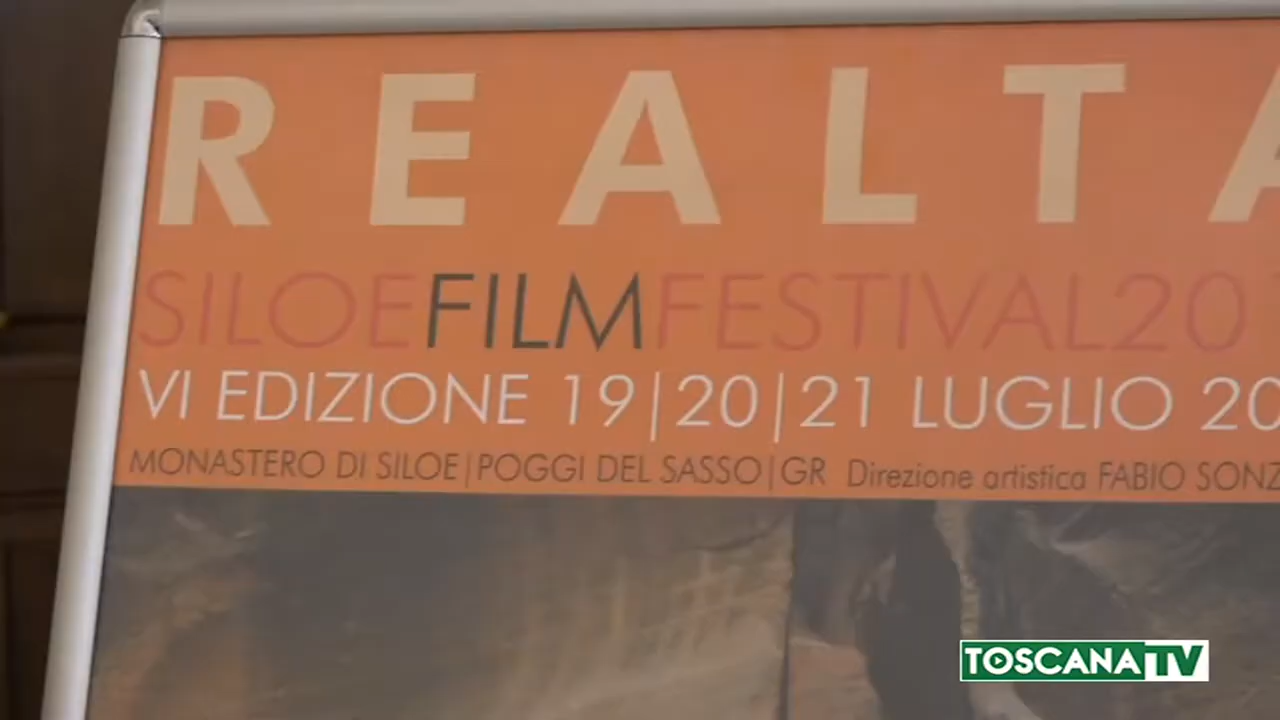 REALTA
SILOEFILMFESTIVAL20
VI EDIZIONE 19|20|21 LUGLIO 20
MONASTERO DI SILOE|POGGI DEL SASSO|GR Direzione artistica FABIO SONZ
TOSCANATV